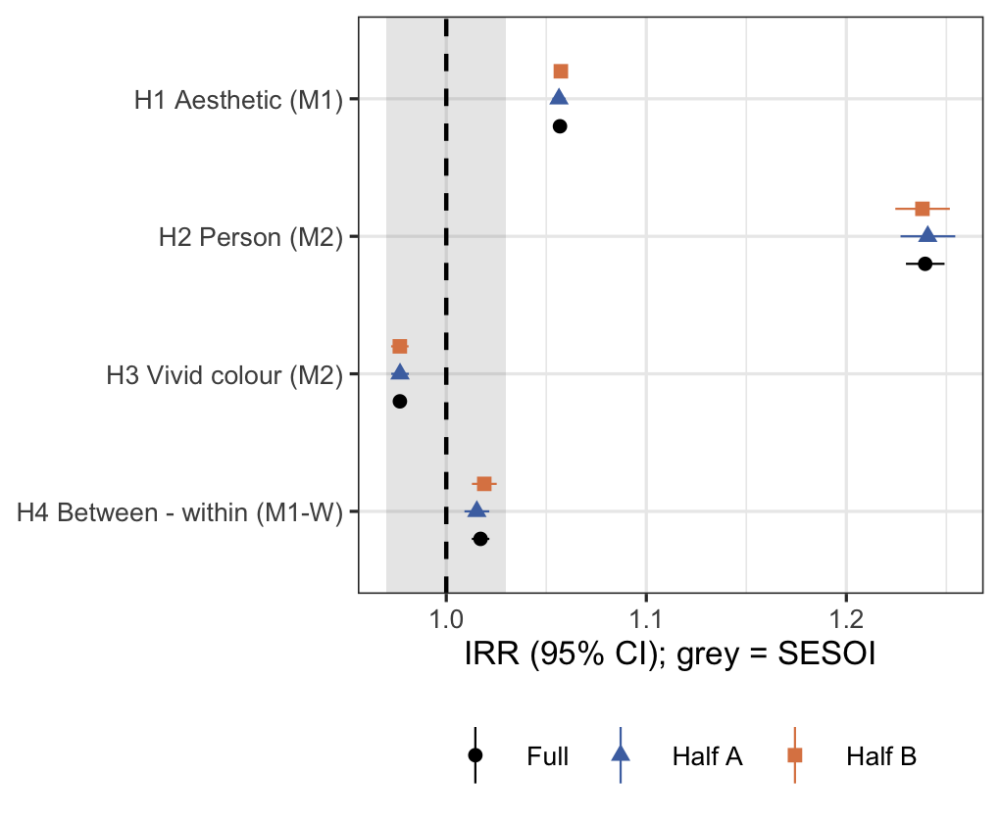 H1 Aesthetic (M1)
H2 Person (M2)
H3 Vivid colour (M2)
H4 Between - within (M1-W)
1.0 1.1 1.2
IRR (95% CI); grey = SESOI
Full Half A Half B